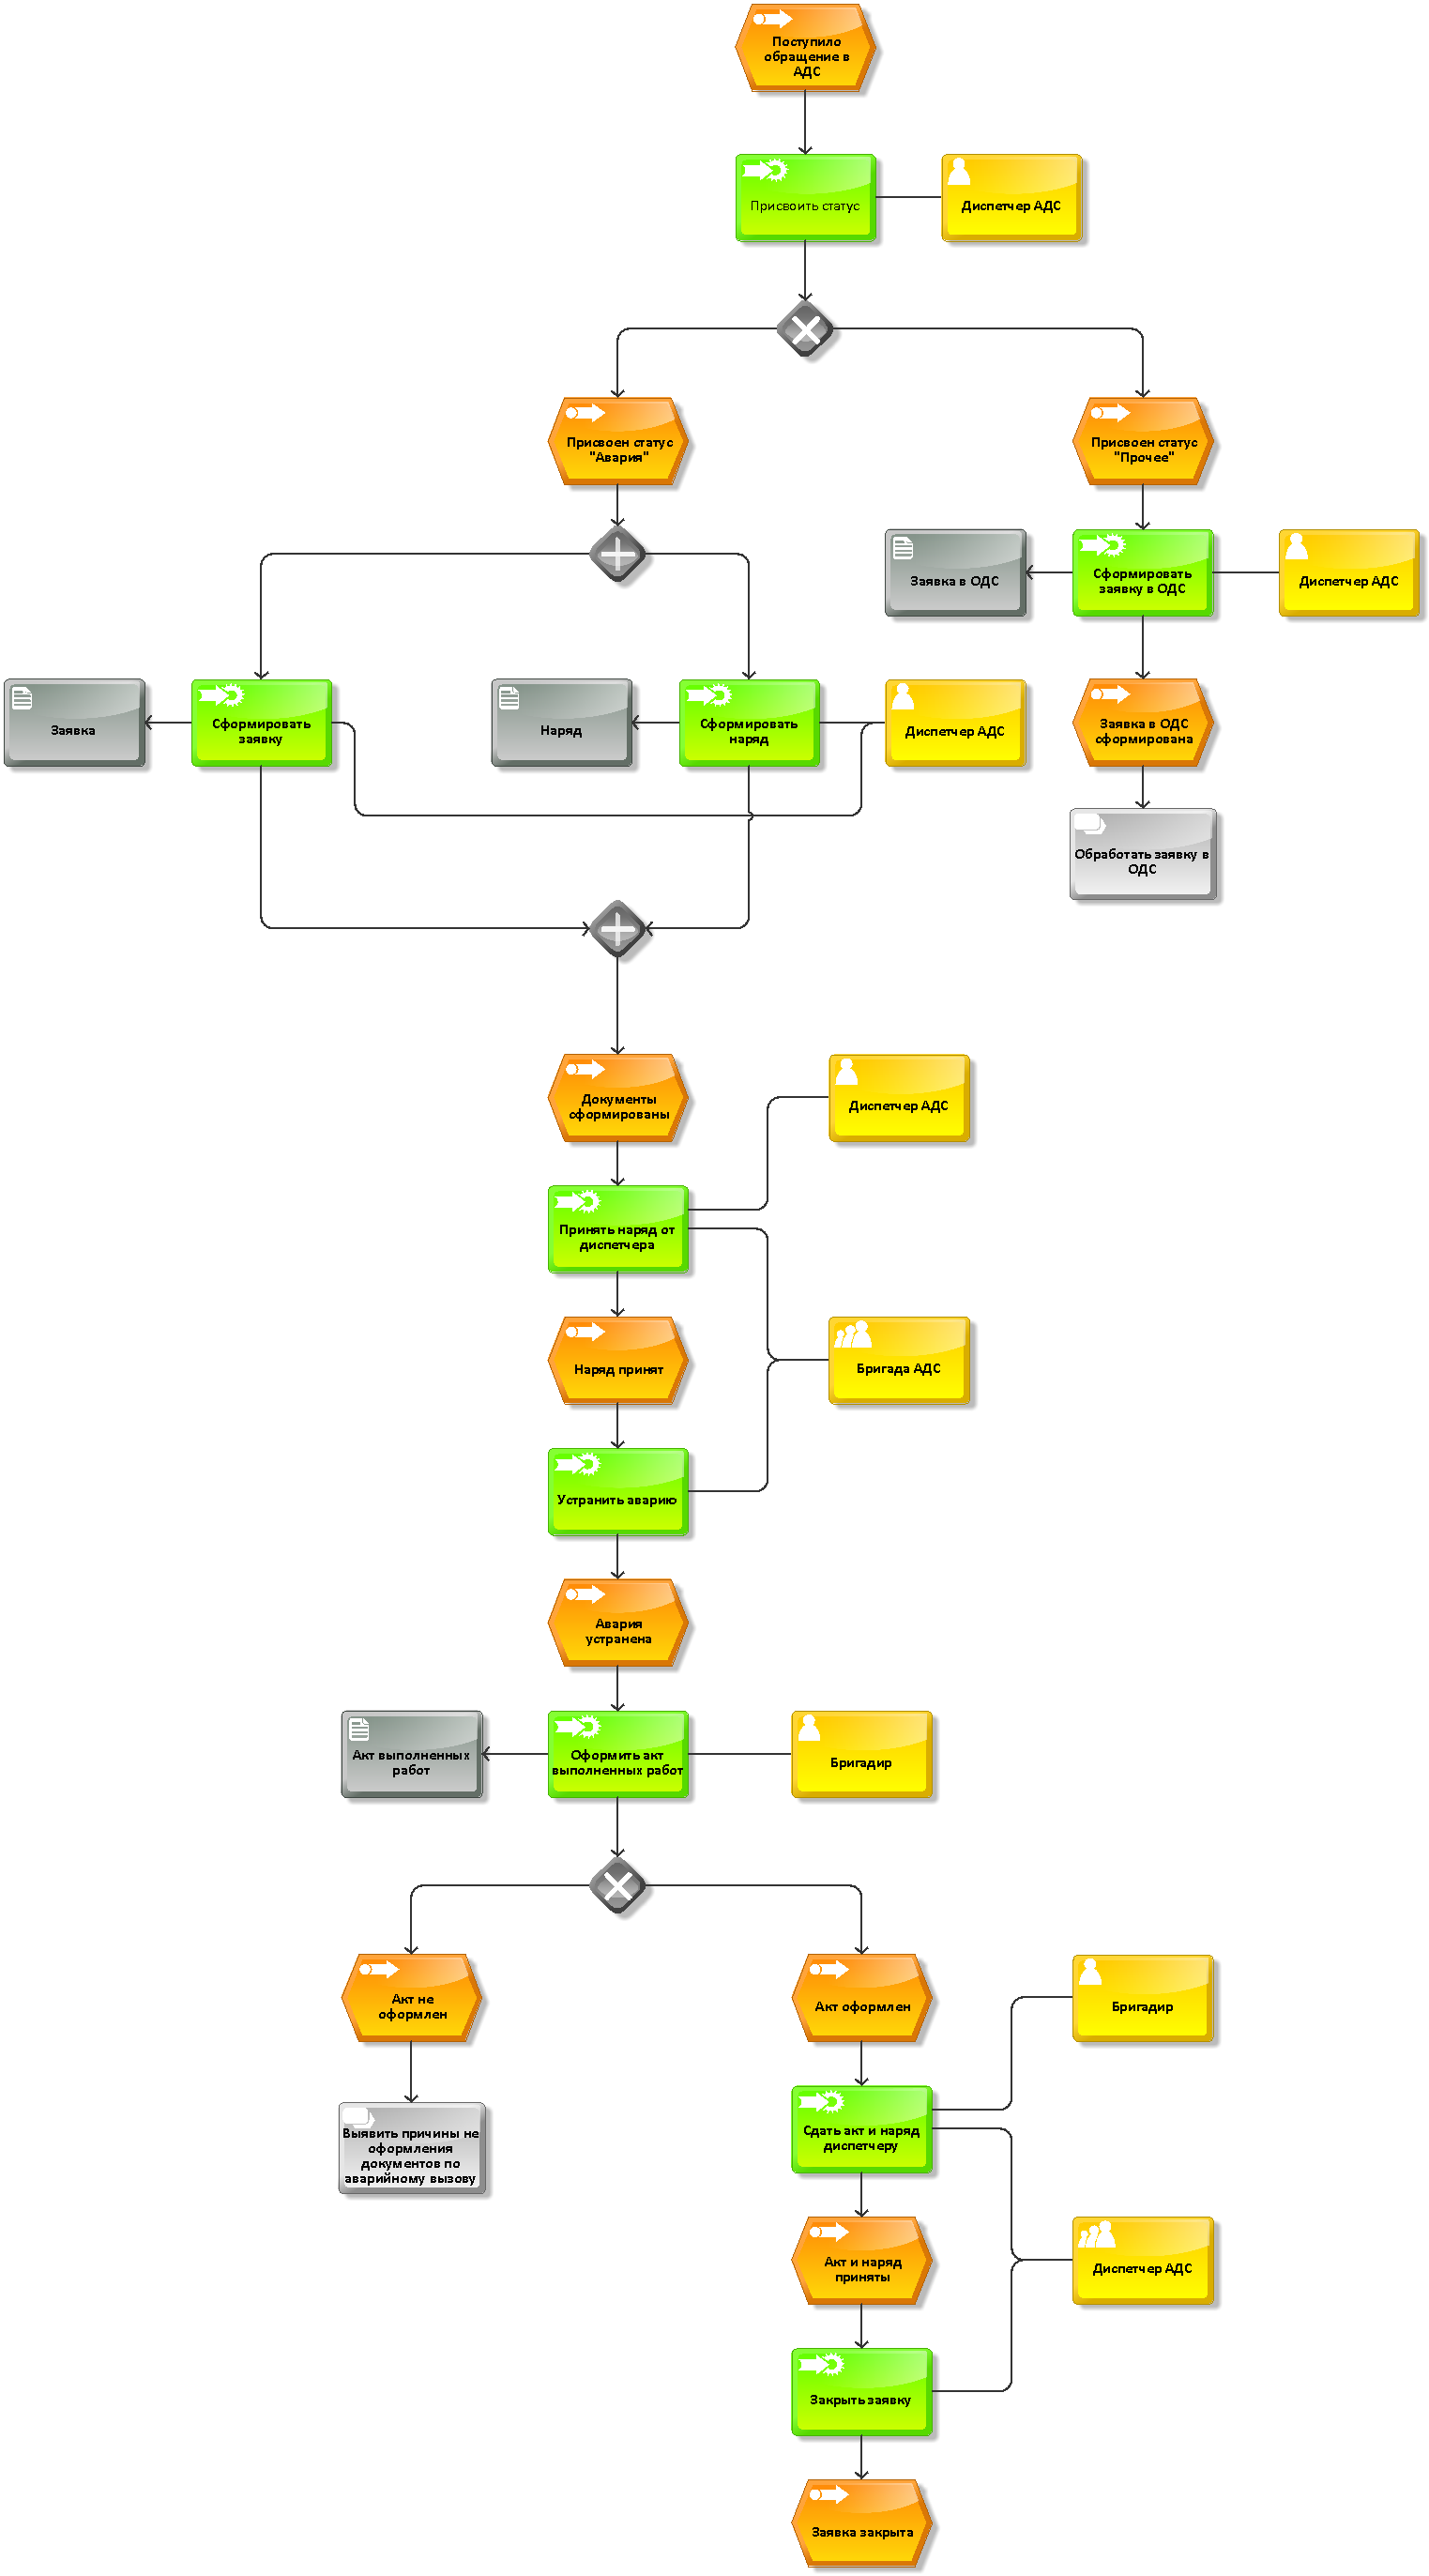 Поступило
обращение в
АДС
Присвоить статус
Диспетчер АДС
Присвоен статус
"Авария"
Присвоен статус
"Прочее"
Заявка в ОДС
Сформировать
заявку в ОДС
Диспетчер АДС
Заявка
Сформировать
заявку
Наряд
Сформировать
наряд
Диспетчер АДС
Заявка в ОДС
сформирована
Обработать заявку в
ОДС
Документы
сформированы
Диспетчер АДС
Принять наряд от
диспетчера
Наряд принят
Бригада АДС
Устранить аварию
Авария
устранена
Акт выполненных
работ
Оформить акт
выполненных работ
Бригадир
Акт не
оформлен
Акт оформлен
Бригадир
Выявить причины не
оформления
документов по
аварийному вызову
Сдать акт и наряд
диспетчеру
Акт и наряд
приняты
Диспетчер АДС
Закрыть заявку
Заявка закрыта